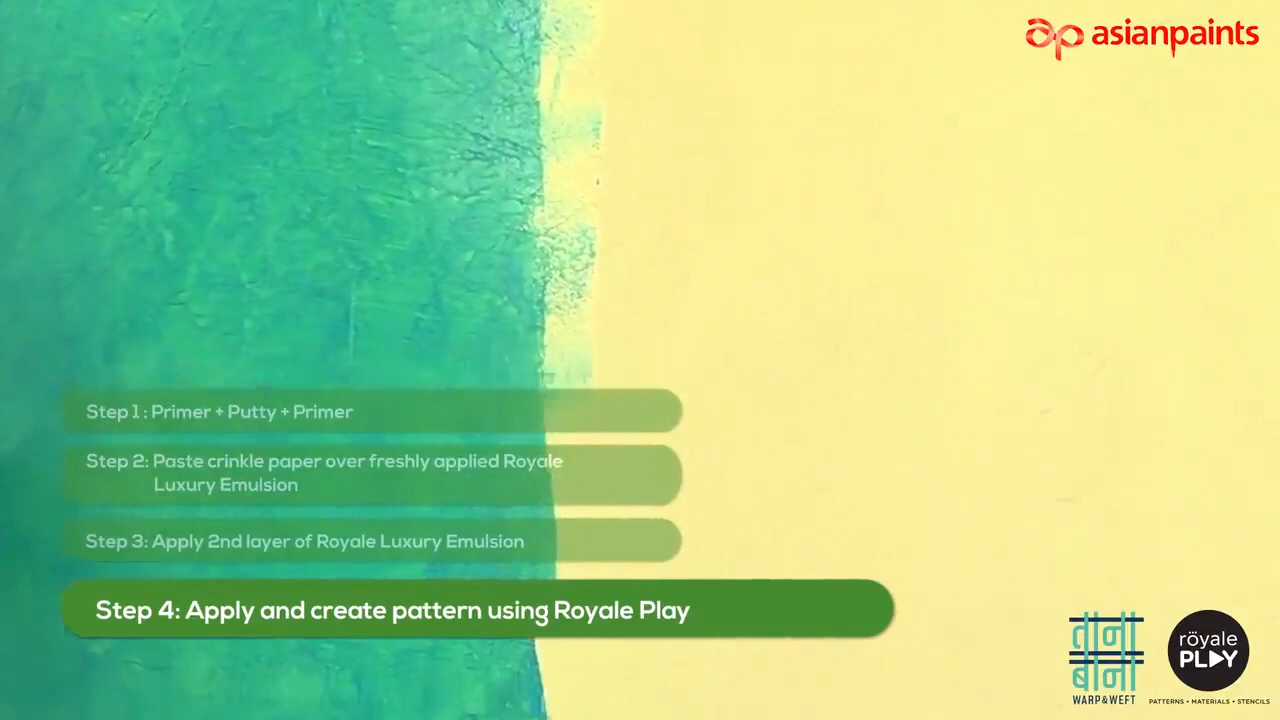 asianpaints
Step 1 : Primer + Putty + Primer
Step 2: Paste crinkle paper over freshly applied Royale
Luxury Emulsion
Step 3: Apply 2nd layer of Royale Luxury Emulsion
Step 4: Apply and create pattern using Royale Play
ताना
बाना
WARP & WEFT
röyale
PLAY
PATTERNS • MATERIALS • STENCILS